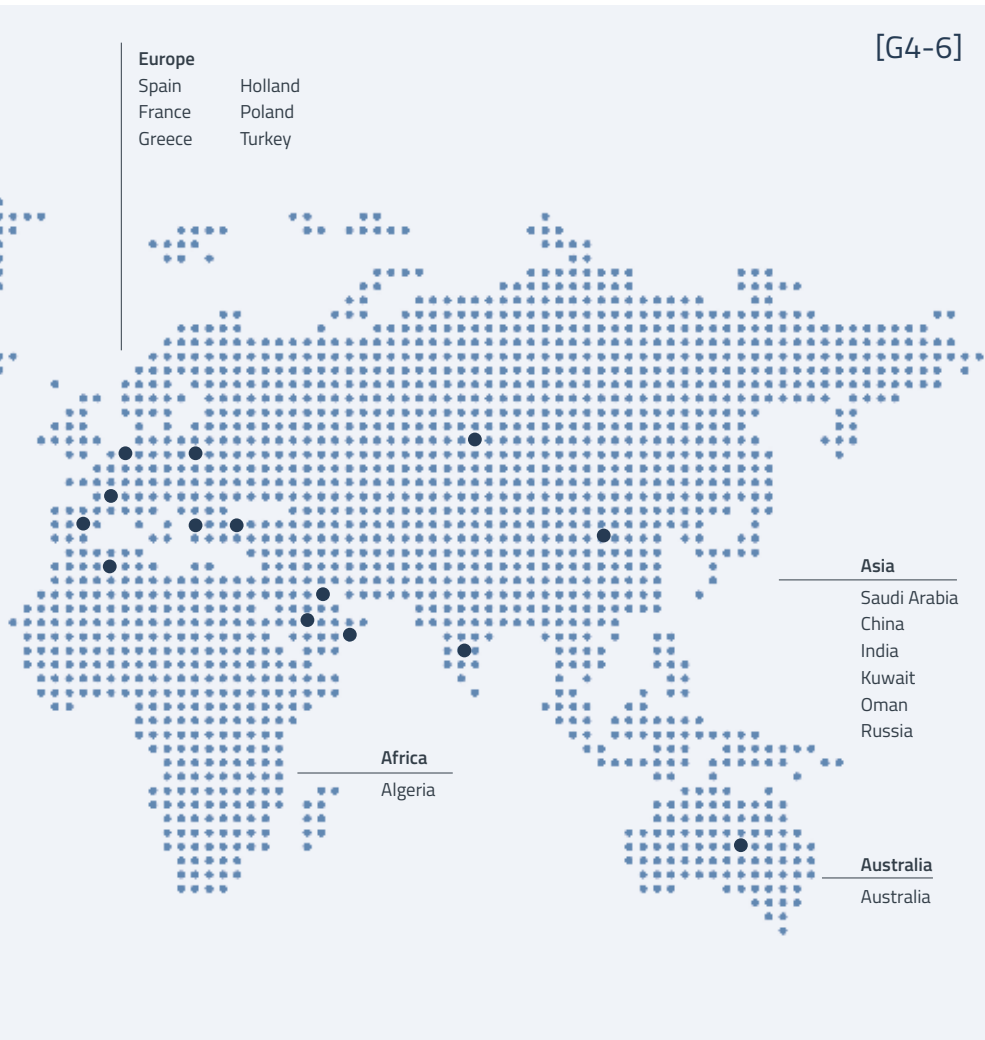 [G4-6]
Europe
Spain Holland
France Poland
Greece Turkey
Asia
Saudi Arabia
China
India
Kuwait
Oman
Russia
Africa
Algeria
Australia
Australia